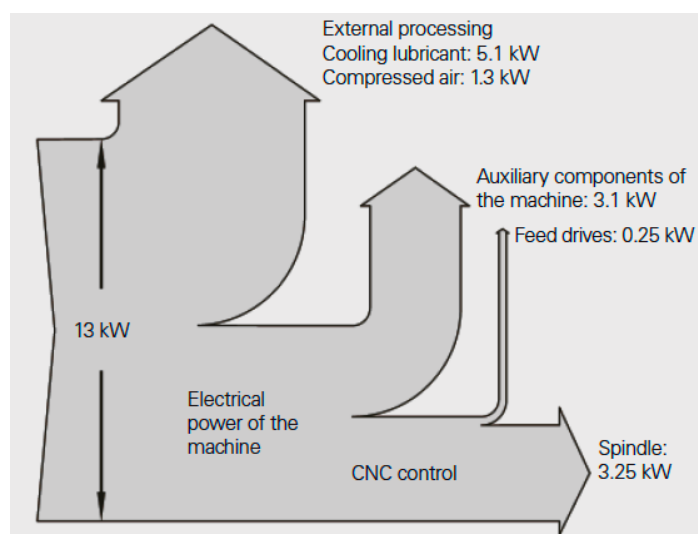 External processing
Cooling lubricant: 5.1 kW
Compressed air: 1.3 kW
Auxiliary components of
the machine: 3.1 kW
Feed drives: 0.25 kW
13 kW
Electrical
power of the
machine
CNC control
Spindle:
3.25 kW